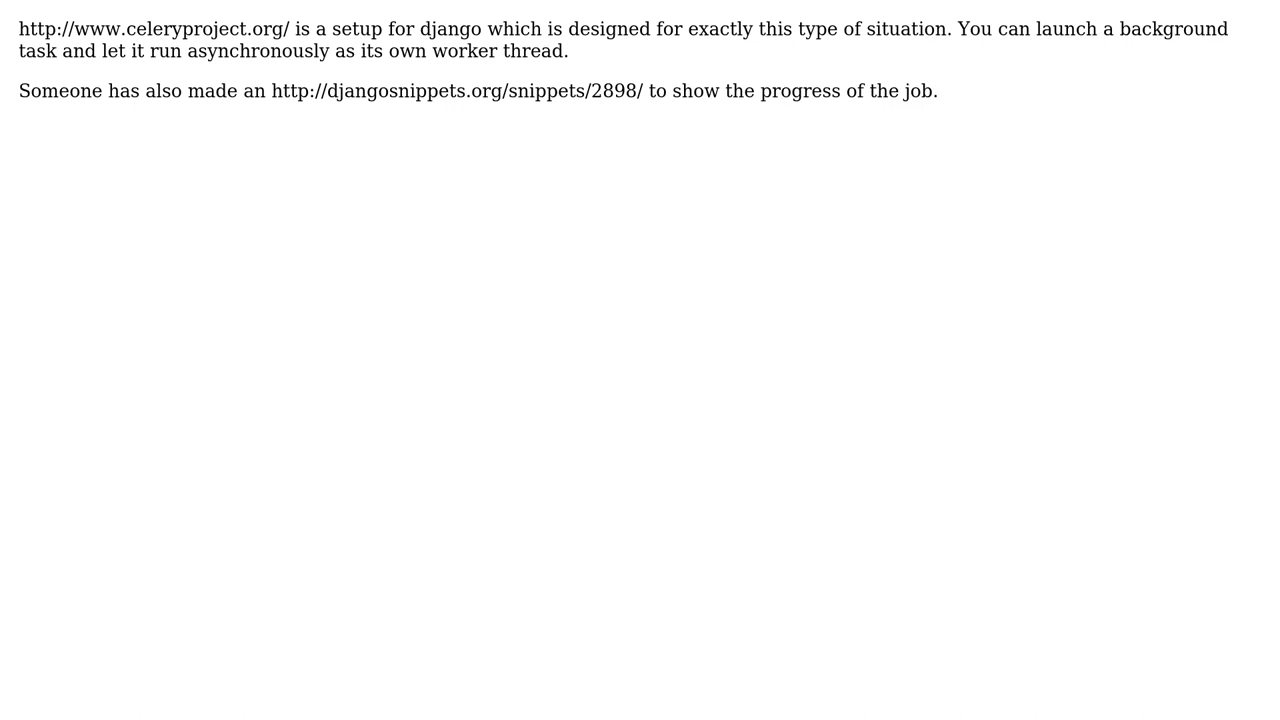 http://www.celeryproject.org/ is a setup for django which is designed for exactly this type of situation. You can launch a background
task and let it run asynchronously as its own worker thread.
Someone has also made an http://djangosnippets.org/snippets/2898/ to show the progress of the job.